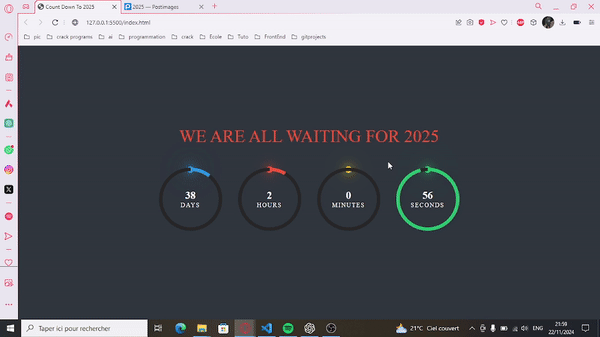 Count Down To 2025
2025 — Postimages
127.0.0.1:5500/index.html
pic
crack programs
ai
programmation
crack
Ecole
Tuto
FrontEnd
gitprojects
WE ARE ALL WAITING FOR 2025
38
DAYS
2
HOURS
0
MINUTES
56
SECONDS
Taper ici pour rechercher
21°C Ciel couvert
21:59
22/11/2024